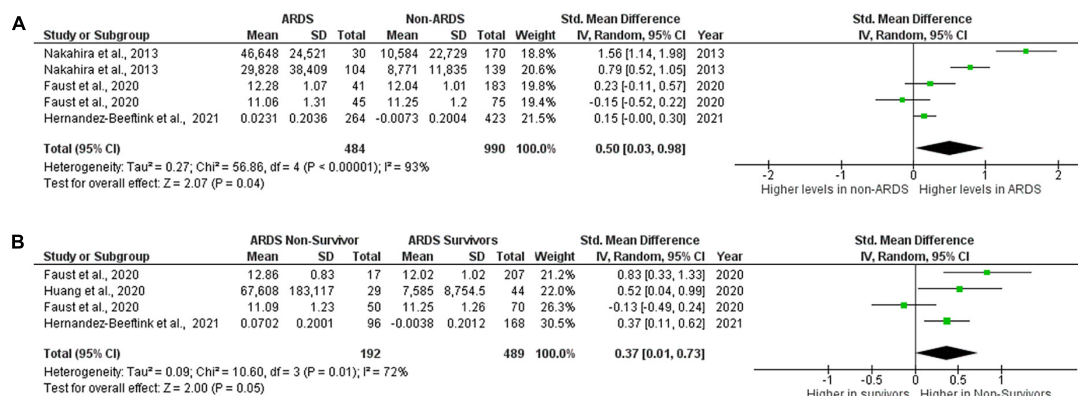 A
ARDS Non-ARDS Std. Mean Difference Std. Mean Difference
Study or Subgroup Mean SD Total Mean SD Total Weight IV, Random, 95% CI Year IV, Random, 95% CI
Nakahira et al., 2013 46,648 24,521 30 10,584 22,729 170 18.8% 1.56 [1.14, 1.98] 2013
Nakahira et al., 2013 29,828 38,409 104 8,771 11,835 139 20.6% 0.79 [0.52, 1.05] 2013
Faust et al., 2020 12.28 1.07 41 12.04 1.01 183 19.8% 0.23 [-0.11, 0.57] 2020
Faust et al., 2020 11.06 1.31 45 11.25 1.2 75 19.4% -0.15 [-0.52, 0.22] 2020
Hernandez-Beeftink et al., 2021 0.0231 0.2036 264 -0.0073 0.2004 423 21.5% 0.15 [-0.00, 0.30] 2021
Total (95% CI) 484 990 100.0% 0.50 [0.03, 0.98]
Heterogeneity: Tau² = 0.27; Chi² = 56.86, df = 4 (P < 0.00001); I² = 93%
Test for overall effect: Z = 2.07 (P = 0.04)
-2 -1 0 1 2
Higher levels in non-ARDS Higher levels in ARDS
B
ARDS Non-Survivor ARDS Survivors Std. Mean Difference Std. Mean Difference
Study or Subgroup Mean SD Total Mean SD Total Weight IV, Random, 95% CI Year IV, Random, 95% CI
Faust et al., 2020 12.86 0.83 17 12.02 1.02 207 21.2% 0.83 [0.33, 1.33] 2020
Huang et al., 2020 67,608 183,117 29 7,585 8,754.5 44 22.0% 0.52 [0.04, 0.99] 2020
Faust et al., 2020 11.09 1.23 50 11.25 1.26 70 26.3% -0.13 [-0.49, 0.24] 2020
Hernandez-Beeftink et al., 2021 0.0702 0.2001 96 -0.0038 0.2012 168 30.5% 0.37 [0.11, 0.62] 2021
Total (95% CI) 192 489 100.0% 0.37 [0.01, 0.73]
Heterogeneity: Tau² = 0.09; Chi² = 10.60, df = 3 (P = 0.01); I² = 72%
Test for overall effect: Z = 2.00 (P = 0.05)
-1 -0.5 0 0.5 1
Higher in survivors Higher in Non-Survivors